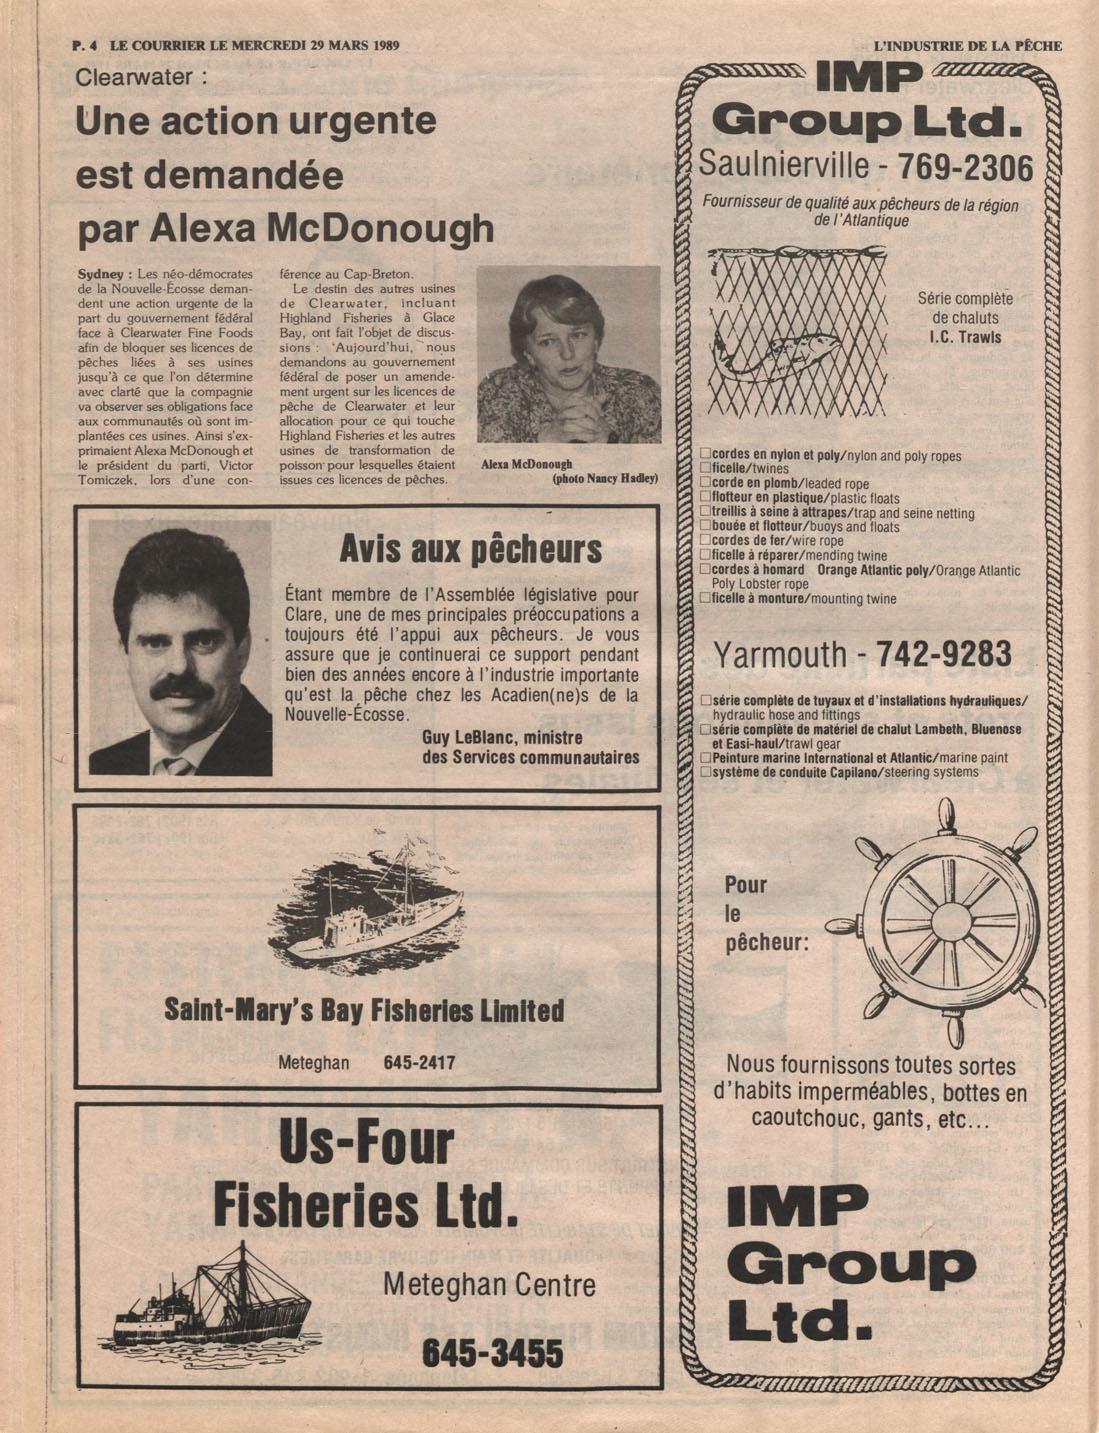 P. 4 LE COURRIER LE MERCREDI 29 MARS 1989
L'INDUSTRIE DE LA PÊCHE
Clearwater :
Une action urgente
est demandée
par Alexa McDonough
Sydney : Les néo-démocrates
de la Nouvelle-Écosse deman-
dent une action urgente de la
part du gouvernement fédéral
face à Clearwater Fine Foods
afin de bloquer ses licences de
pêches liées à ses usines
jusqu'à ce que l'on détermine
avec clarté que la compagnie
va observer ses obligations face
aux communautés où sont im-
plantées ces usines. Ainsi s'ex-
primaient Alexa McDonough et
le président du parti, Victor
Tomiczek, lors d'une con-
férence au Cap-Breton.
Le destin des autres usines
de Clearwater, incluant
Highland Fisheries à Glace
Bay, ont fait l'objet de discus-
sions : 'Aujourd'hui, nous
demandons au gouvernement
fédéral de poser un amende-
ment urgent sur les licences de
pêche de Clearwater et leur
allocation pour ce qui touche
Highland Fisheries et les autres
usines de transformation de
poisson pour lesquelles étaient
issues ces licences de pêches.
Alexa McDonough
(photo Nancy Hadley)
Avis aux pêcheurs
Étant membre de l'Assemblée législative pour
Clare, une de mes principales préoccupations a
toujours été l'appui aux pêcheurs. Je vous
assure que je continuerai ce support pendant
bien des années encore à l'industrie importante
qu'est la pêche chez les Acadien(ne)s de la
Nouvelle-Écosse.
Guy LeBlanc, ministre
des Services communautaires
Saint-Mary's Bay Fisheries Limited
Meteghan 645-2417
Us-Four
Fisheries Ltd.
Meteghan Centre
645-3455
IMP
Group Ltd.
Saulnierville - 769-2306
Fournisseur de qualité aux pêcheurs de la région
de l'Atlantique
Série complète
de chaluts
I.C. Trawls
□cordes en nylon et poly/nylon and poly ropes
□ficelle/twines
□corde en plomb/leaded rope
□flotteur en plastique/plastic floats
□treillis à seine à attrapes/trap and seine netting
□bouée et flotteur/buoys and floats
□cordes de fer/wire rope
□ficelle à réparer/mending twine
□cordes à homard Orange Atlantic poly/Orange Atlantic
Poly Lobster rope
□ficelle à monture/mounting twine
Yarmouth - 742-9283
□série complète de tuyaux et d'installations hydrauliques/
hydraulic hose and fittings
□série complète de matériel de chalut Lambeth, Bluenose
et Easi-haul/trawl gear
□Peinture marine International et Atlantic/marine paint
□système de conduite Capilano/steering systems
Pour
le
pêcheur:
Nous fournissons toutes sortes
d'habits imperméables, bottes en
caoutchouc, gants, etc...
IMP
Group
Ltd.